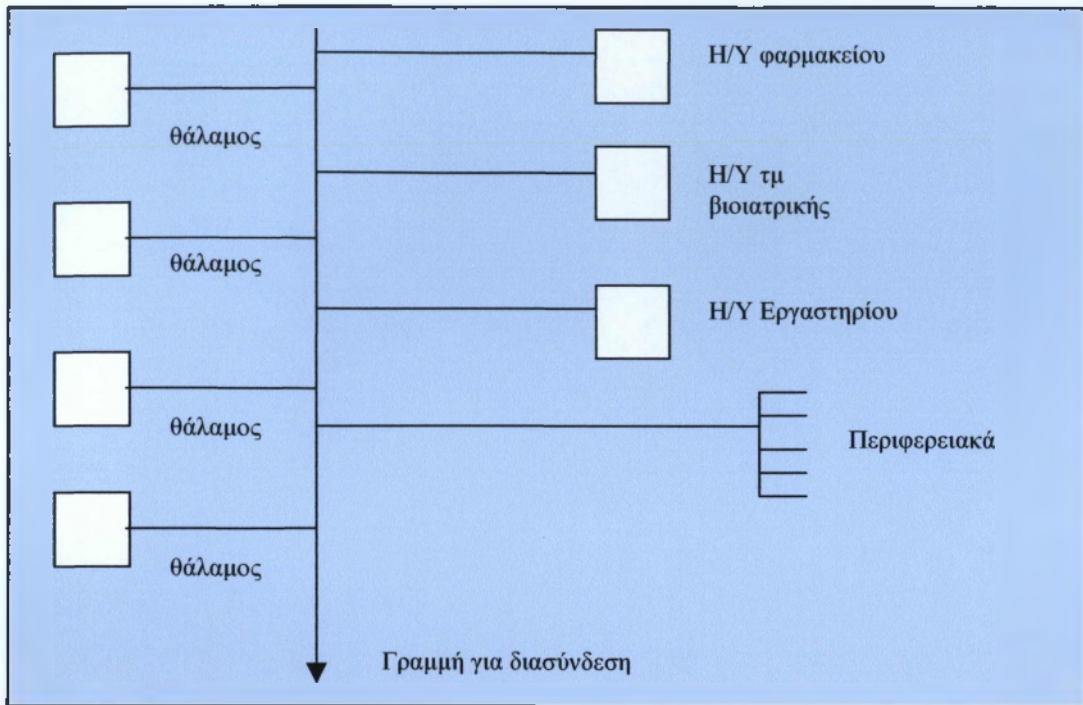 Η/Υ φαρμακείου
θάλαμος
Η/Υ τμ
βιοιατρικής
θάλαμος
Η/Υ Εργαστηρίου
θάλαμος
Περιφερειακά
θάλαμος
Γραμμή για διασύνδεση